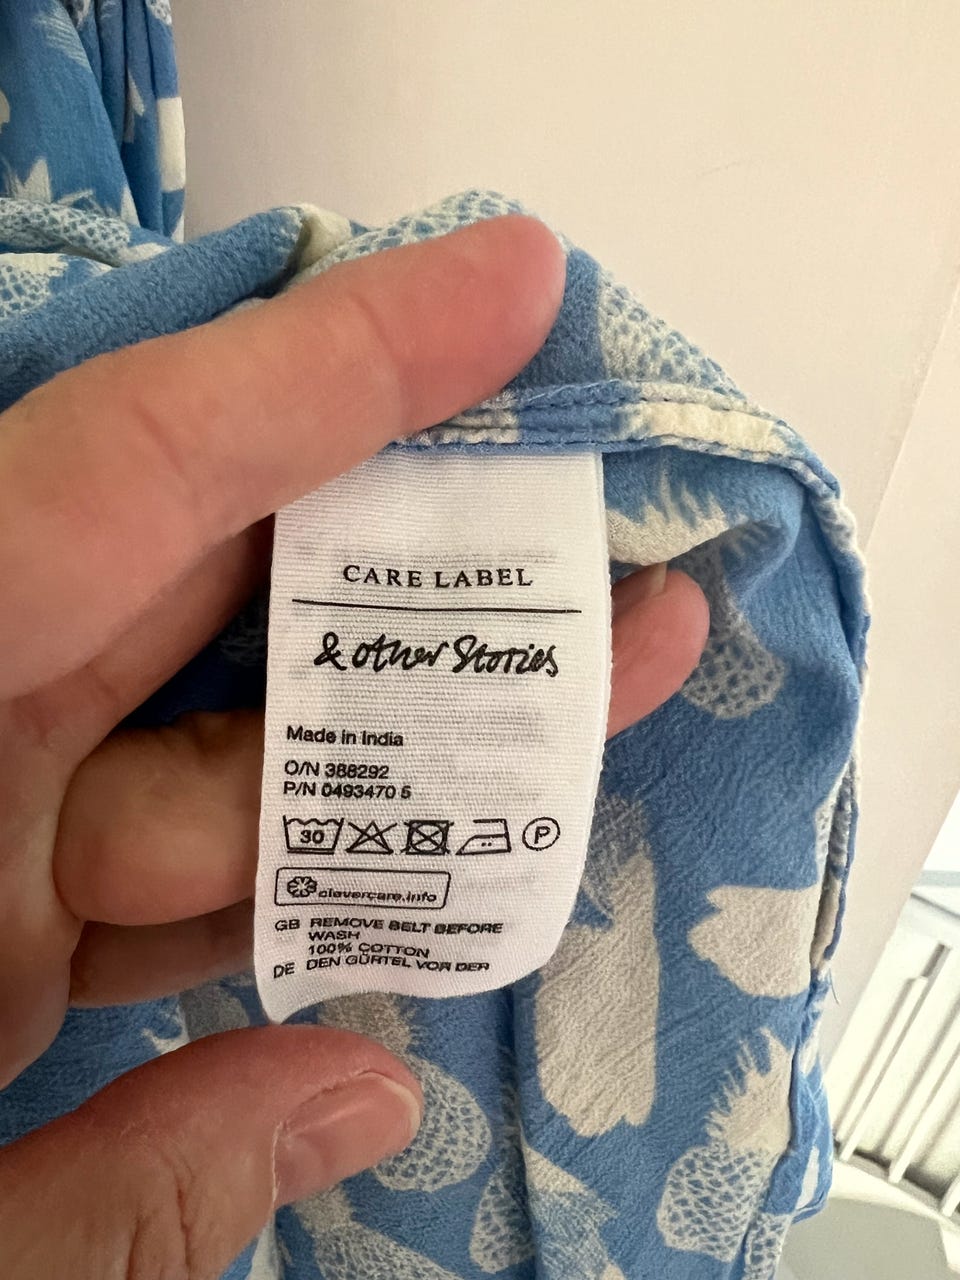 CARE LABEL
& other Stories
Made in India
O/N 388292
P/N 0493470 5
30 P
clevercare.info
GB REMOVE BELT BEFORE
WASH
100% COTTON
DE DEN GÜRTEL VOR DER